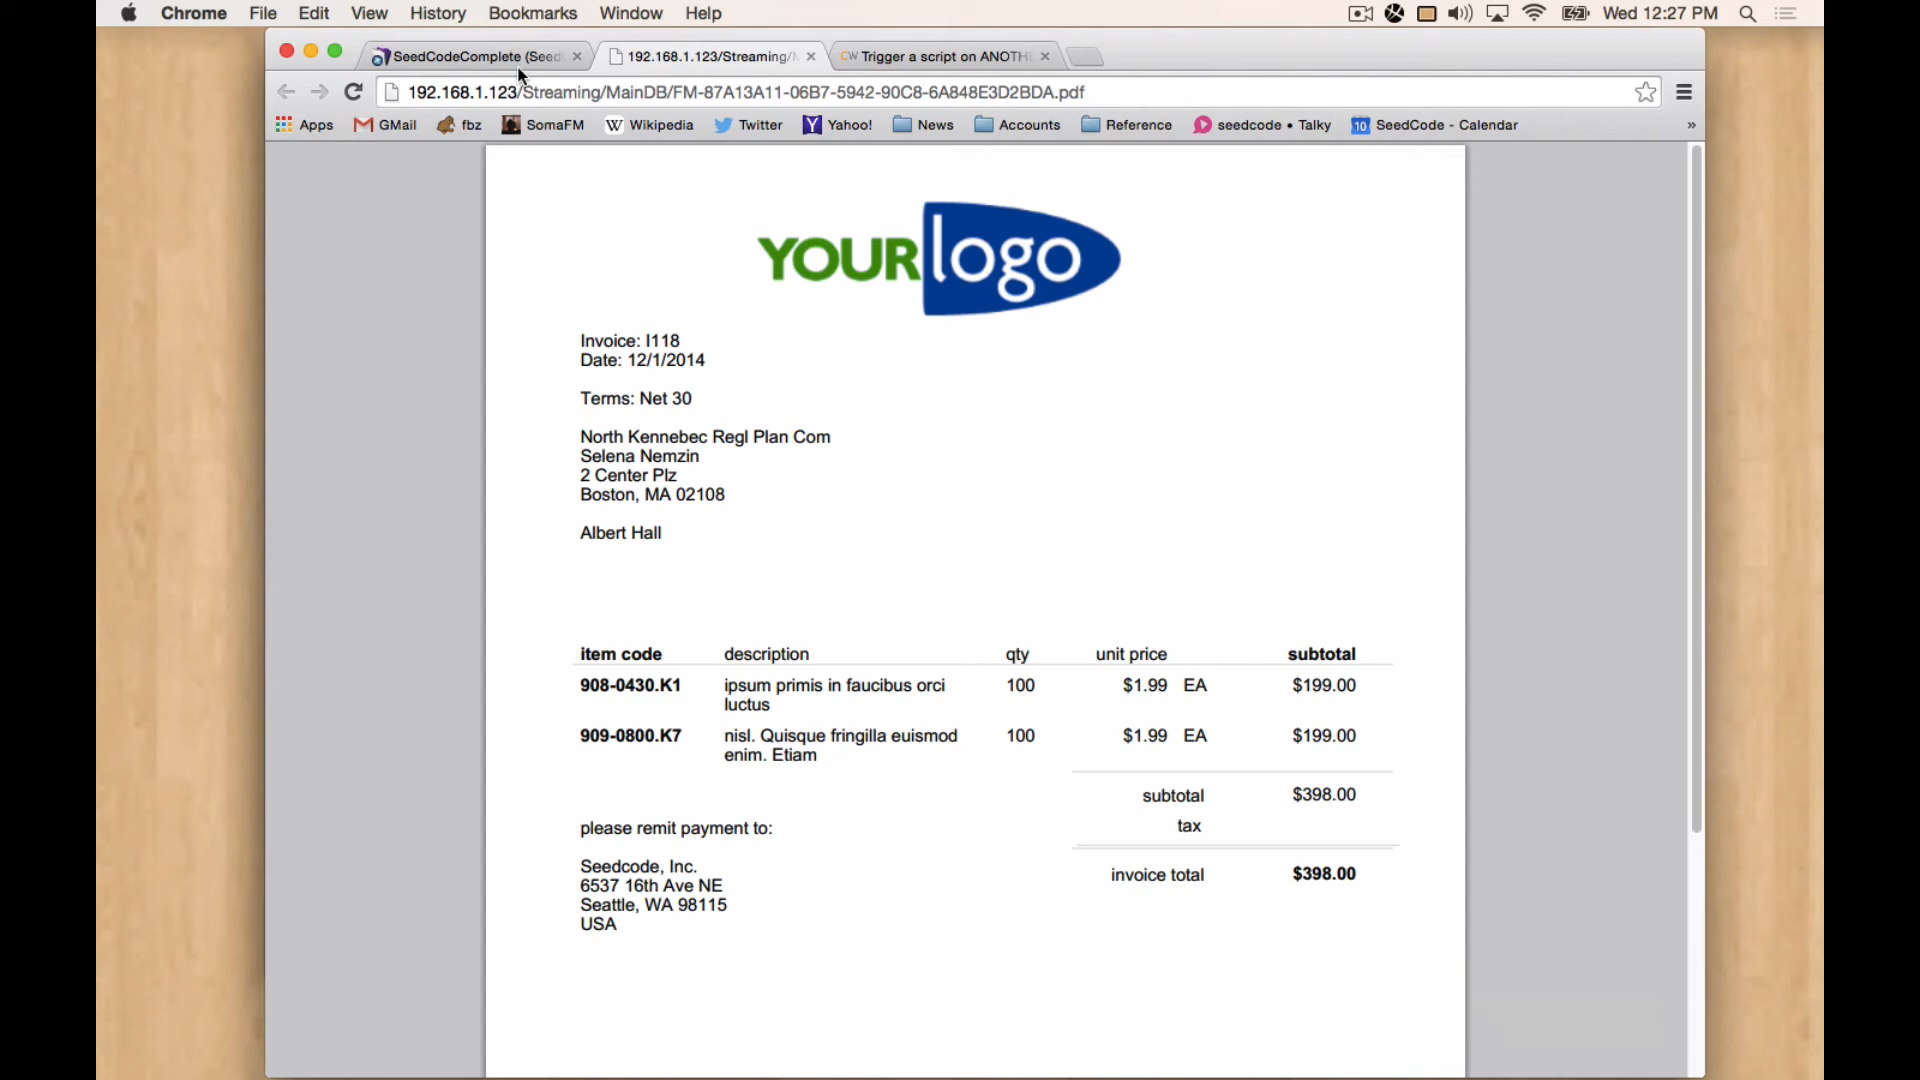 Chrome File Edit View History Bookmarks Window Help Wed 12:27 PM
SeedCodeComplete (Seed 192.168.1.123/Streaming/ Trigger a script on ANOTH
192.168.1.123/Streaming/MainDB/FM-87A13A11-06B7-5942-90C8-6A848E3D2BDA.pdf
Apps GMail fbz SomaFM W Wikipedia Twitter Y Yahoo! News Accounts Reference seedcode • Talky 10 SeedCode - Calendar »
YOUR logo
Invoice: I118
Date: 12/1/2014
Terms: Net 30
North Kennebec Regl Plan Com
Selena Nemzin
2 Center Plz
Boston, MA 02108
Albert Hall
item code description qty unit price subtotal
908-0430.K1 ipsum primis in faucibus orci 100 $1.99 EA $199.00
luctus
909-0800.K7 nisl. Quisque fringilla euismod 100 $1.99 EA $199.00
enim. Etiam
subtotal $398.00
tax
please remit payment to:
Seedcode, Inc.
invoice total $398.00
6537 16th Ave NE
Seattle, WA 98115
USA